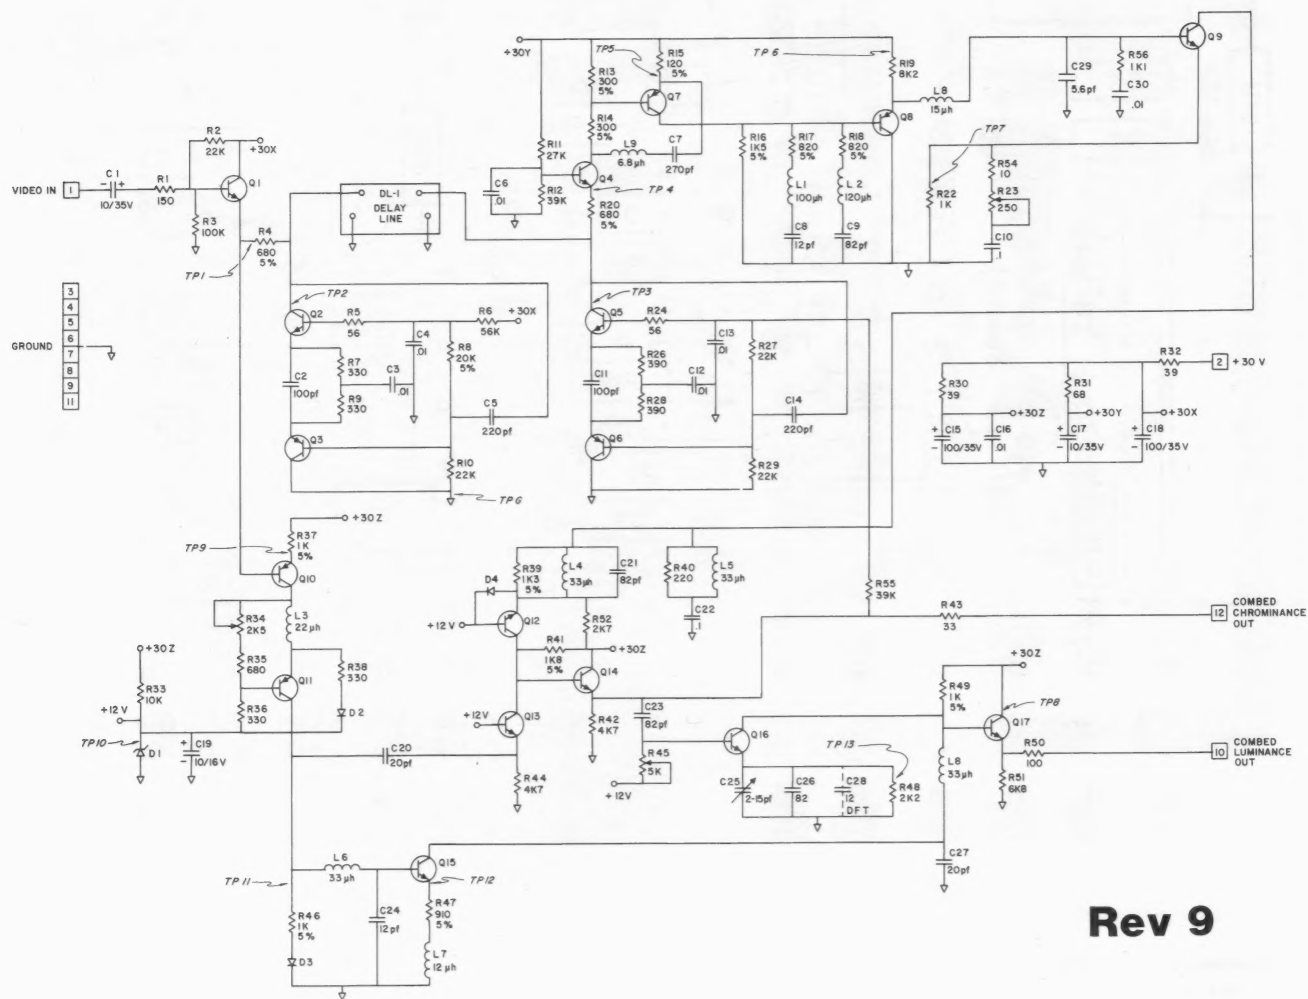 +30Y
TP5
R15
120
5%
TP 6
R19
8K2
Q9
R13
300
5%
Q7
L8
15µh
C29
5.6pf
R56
1K1
C30
.01
R2
22K
+30X
R14
300
5%
C7
270pf
L9
6.8µh
Q8
R11
27K
R16
1K5
5%
R17
820
5%
R18
820
5%
TP7
VIDEO IN
1
C1
- +
10/35V
R1
150
Q1
DL-1
DELAY
LINE
C6
.01
R12
39K
Q4
TP 4
R54
10
R3
100K
R20
680
5%
L1
100µh
L2
120µh
R22
1K
R23
250
R4
680
5%
C8
12pf
C9
82pf
C10
.1
TP1
3
4
5
6
7
8
9
11
GROUND
TP2
Q2
R5
56
R6
56K
+30X
C4
.01
R8
20K
5%
R7
330
C2
100pf
C3
.01
R9
330
C5
220pf
Q3
R10
22K
TPG
TP3
Q5
R24
56
C13
.01
R27
22K
R26
390
C11
100pf
C12
.01
R28
390
C14
220pf
Q6
R29
22K
R32
39
2
+30 V
R30
39
R31
68
+30Z
+30Y
+30X
+
C15
-
100/35V
C16
.01
+
C17
-
10/35V
+
C18
-
100/35V
+30Z
R37
1K
5%
TP9
Q10
R39
1K3
5%
L4
33µh
C21
82pf
D4
R40
220
L5
33µh
C22
.1
R55
39K
R43
33
12
COMBED
CHROMINANCE
OUT
R34
2K5
L3
22µh
+12V
Q12
R52
2K7
R41
1K8
5%
+30Z
+30Z
R35
680
Q11
R38
330
Q14
+30Z
R33
10K
R36
330
D2
+12V
+12V
Q13
C23
82pf
R42
4K7
R49
1K
5%
TP8
Q17
TP10
D1
+
C19
-
10/16V
C20
20pf
Q16
TP13
R50
100
10
COMBED
LUMINANCE
OUT
R45
5K
+12V
R44
4K7
C25
2-15pf
C26
82
C28
12
DFT
R48
2K2
L8
33µh
R51
6K8
L6
33µh
Q15
C27
20pf
TP11
TP12
R46
1K
5%
C24
12pf
R47
910
5%
D3
L7
12µh
Rev 9